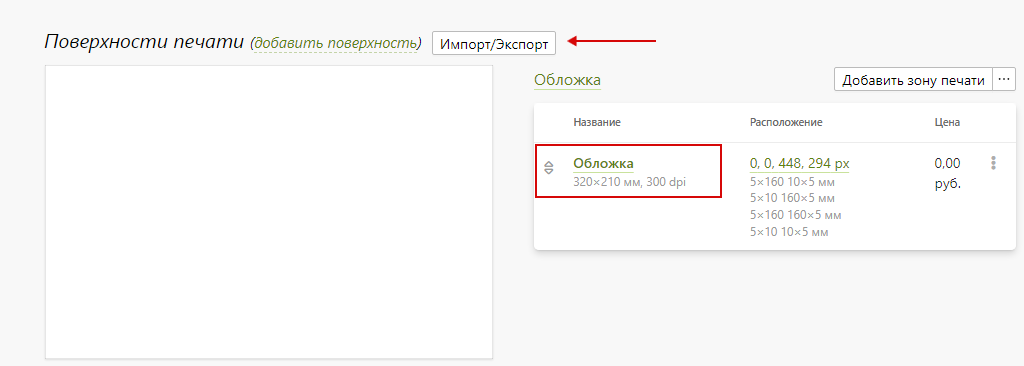 Поверхности печати (добавить поверхность) Импорт/Экспорт
Обложка Добавить зону печати ...
Название Расположение Цена
Обложка 0, 0, 448, 294 px 0,00
320×210 мм, 300 dpi 5×160 10×5 мм руб.
5×10 160×5 мм
5×160 160×5 мм
5×10 10×5 мм